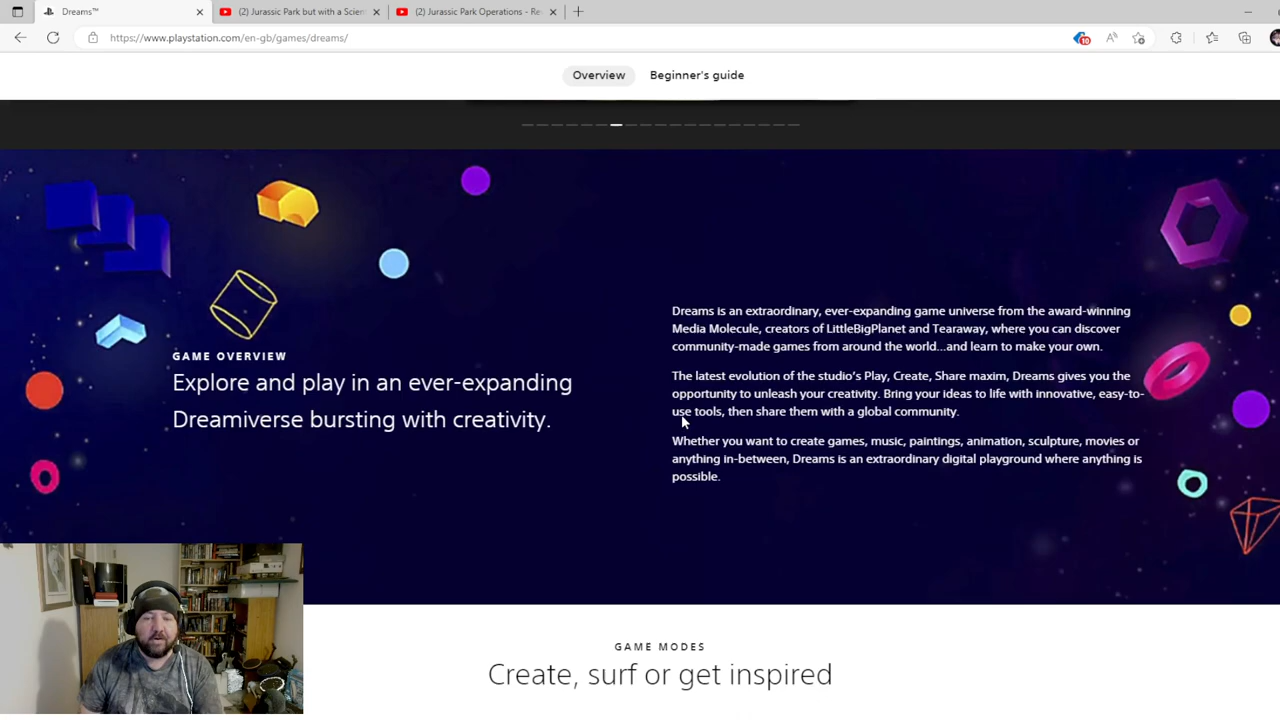 Dreams™
(2) Jurassic Park but with a Scien
(2) Jurassic Park Operations - Re
https://www.playstation.com/en-gb/games/dreams/
10
Overview
Beginner's guide
GAME OVERVIEW
Explore and play in an ever-expanding
Dreamiverse bursting with creativity.
Dreams is an extraordinary, ever-expanding game universe from the award-winning
Media Molecule, creators of LittleBigPlanet and Tearaway, where you can discover
community-made games from around the world...and learn to make your own.
The latest evolution of the studio's Play, Create, Share maxim, Dreams gives you the
opportunity to unleash your creativity. Bring your ideas to life with innovative, easy-to-
use tools, then share them with a global community.
Whether you want to create games, music, paintings, animation, sculpture, movies or
anything in-between, Dreams is an extraordinary digital playground where anything is
possible.
GAME MODES
Create, surf or get inspired